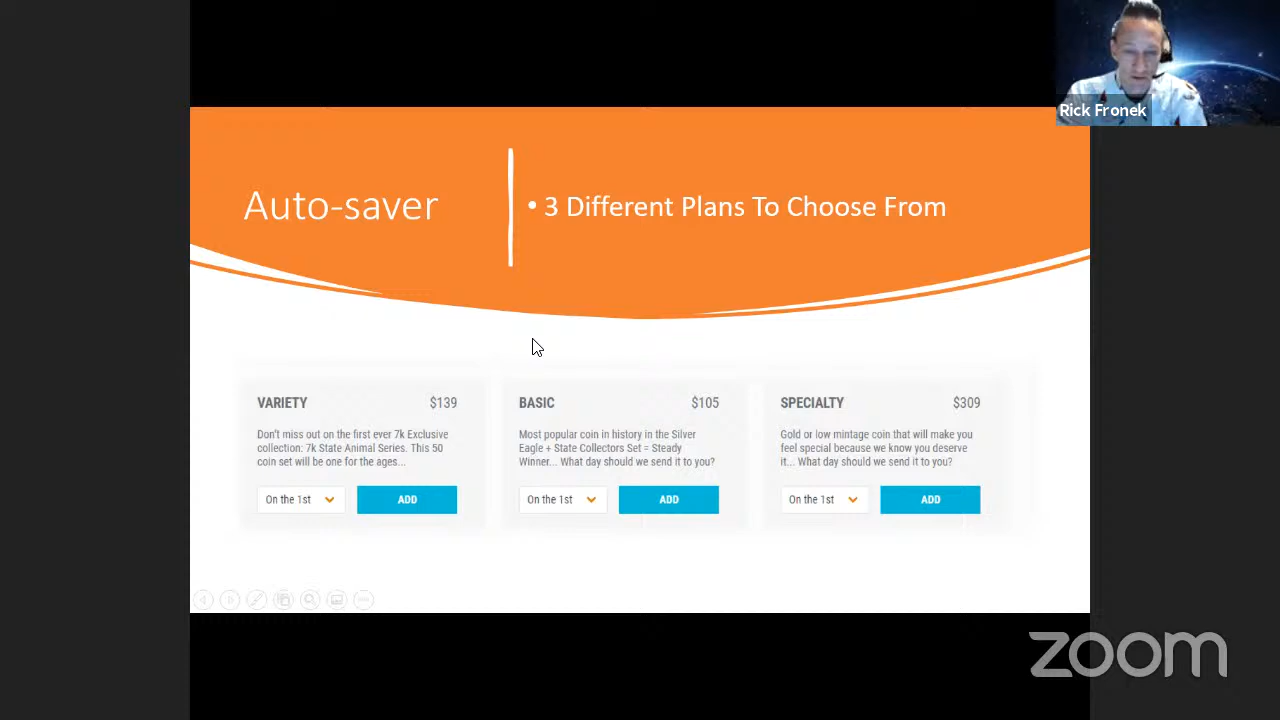 Rick Fronek
Auto-saver
• 3 Different Plans To Choose From
VARIETY $139
Don't miss out on the first ever 7k Exclusive
collection: 7k State Animal Series. This 50
coin set will be one for the ages...
On the 1st ADD
BASIC $105
Most popular coin in history in the Silver
Eagle + State Collectors Set = Steady
Winner... What day should we send it to you?
On the 1st ADD
SPECIALTY $309
Gold or low mintage coin that will make you
feel special because we know you deserve
it... What day should we send it to you?
On the 1st ADD
zoom